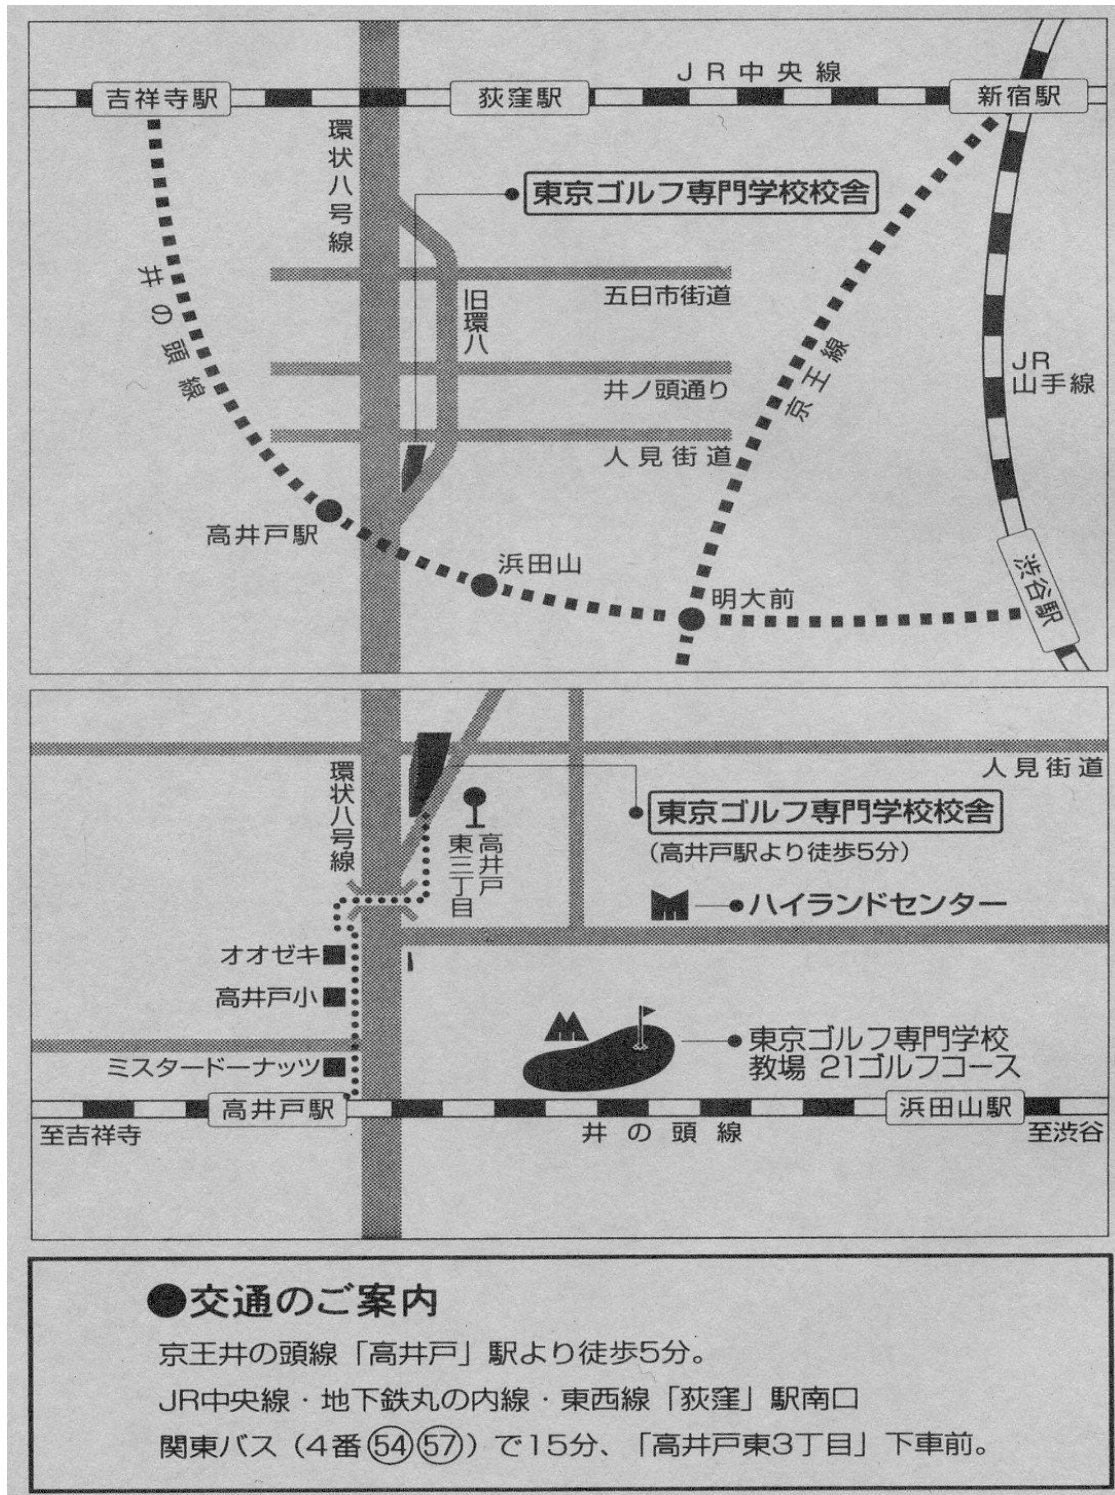 JR中央線
吉祥寺駅
荻窪駅
新宿駅
環状八号線
東京ゴルフ専門学校校舎
井の頭線
五日市街道
旧環八
井ノ頭通り
京王線
JR
山手線
人見街道
高井戸駅
浜田山
明大前
渋谷駅
人見街道
環状八号線
東京ゴルフ専門学校校舎
(高井戸駅より徒歩5分)
高井戸
東三丁目
ハイランドセンター
オオゼキ
高井戸小
東京ゴルフ専門学校
教場 21ゴルフコース
ミスタードーナッツ
高井戸駅
浜田山駅
至吉祥寺
井の頭線
至渋谷
●交通のご案内
京王井の頭線「高井戸」駅より徒歩5分。
JR中央線・地下鉄丸の内線・東西線「荻窪」駅南口
関東バス(4番㊴㊼)で15分、「高井戸東3丁目」下車前。